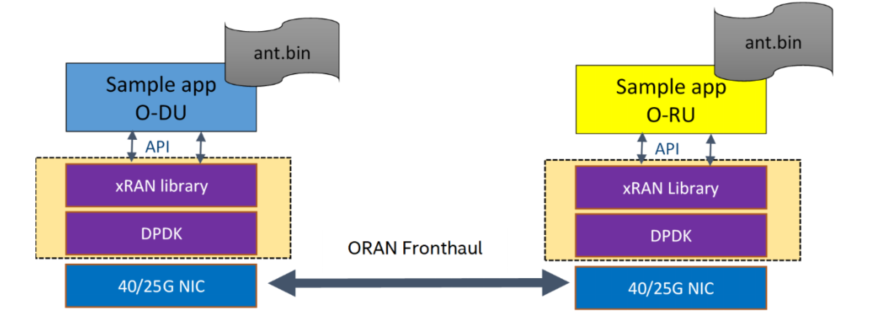 ant.bin
Sample app
O-DU
API
xRAN library
DPDK
40/25G NIC
ORAN Fronthaul
ant.bin
Sample app
O-RU
API
xRAN Library
DPDK
40/25G NIC